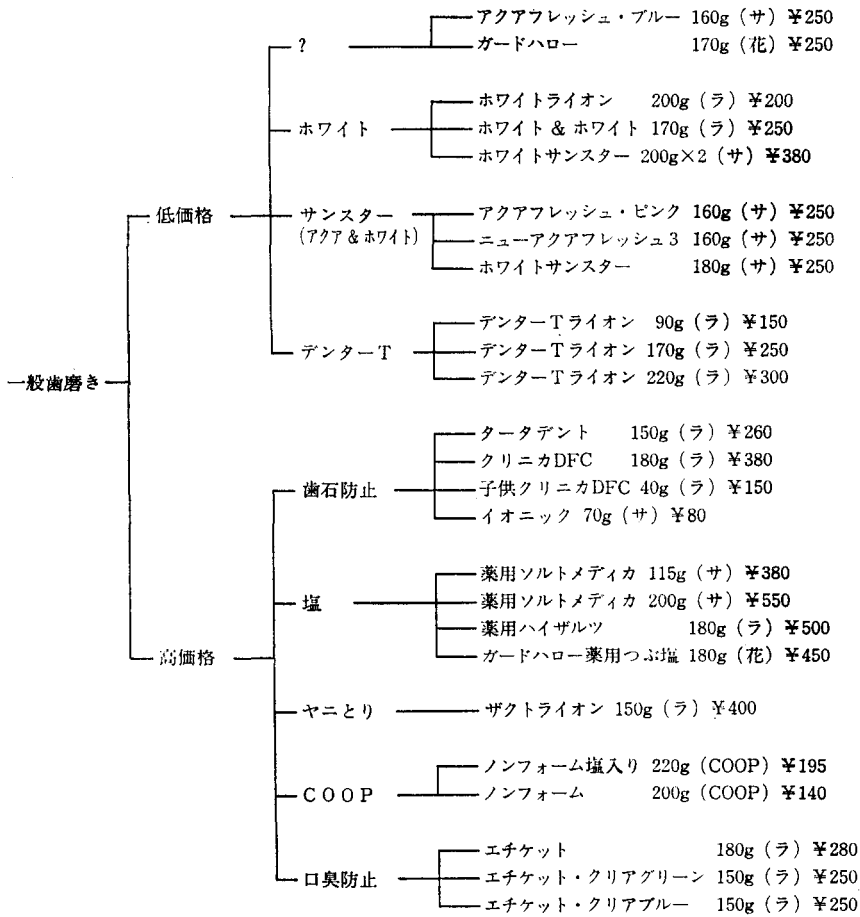 アクアフレッシュ・ブルー 160g (サ) ¥250
?
ガードハロー 170g (花) ¥250
ホワイトライオン 200g (ラ) ¥200
ホワイト
ホワイト & ホワイト 170g (ラ) ¥250
ホワイトサンスター 200g×2 (サ) ¥380
低価格
サンスター
(アクア & ホワイト)
アクアフレッシュ・ピンク 160g (サ) ¥250
ニューアクアフレッシュ3 160g (サ) ¥250
ホワイトサンスター 180g (サ) ¥250
デンターTライオン 90g (ラ) ¥150
デンターT
デンターTライオン 170g (ラ) ¥250
デンターTライオン 220g (ラ) ¥300
一般歯磨き
タータデント 150g (ラ) ¥260
クリニカDFC 180g (ラ) ¥380
歯石防止
子供クリニカDFC 40g (ラ) ¥150
イオニック 70g (サ) ¥80
薬用ソルトメディカ 115g (サ) ¥380
塩
薬用ソルトメディカ 200g (サ) ¥550
薬用ハイザルツ 180g (ラ) ¥500
ガードハロー薬用つぶ塩 180g (花) ¥450
高価格
ヤニとり
ザクトライオン 150g (ラ) ¥400
ノンフォーム塩入り 220g (COOP) ¥195
COOP
ノンフォーム 200g (COOP) ¥140
エチケット 180g (ラ) ¥280
口臭防止
エチケット・クリアグリーン 150g (ラ) ¥250
エチケット・クリアブルー 150g (ラ) ¥250